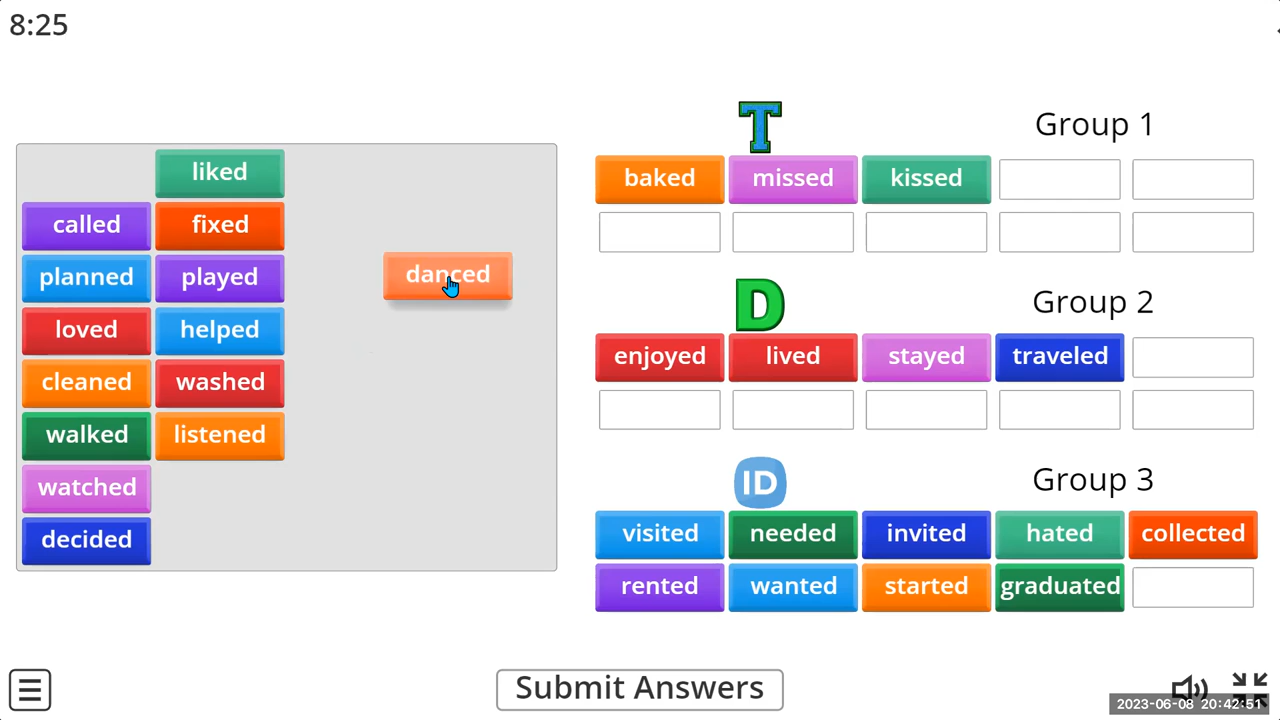 8:25
liked
called fixed
planned played
loved helped
cleaned washed
walked listened
watched
decided
danced
T Group 1
baked missed kissed
D Group 2
enjoyed lived stayed traveled
ID Group 3
visited needed invited hated collected
rented wanted started graduated
Submit Answers
2023-06-08 20:42:51